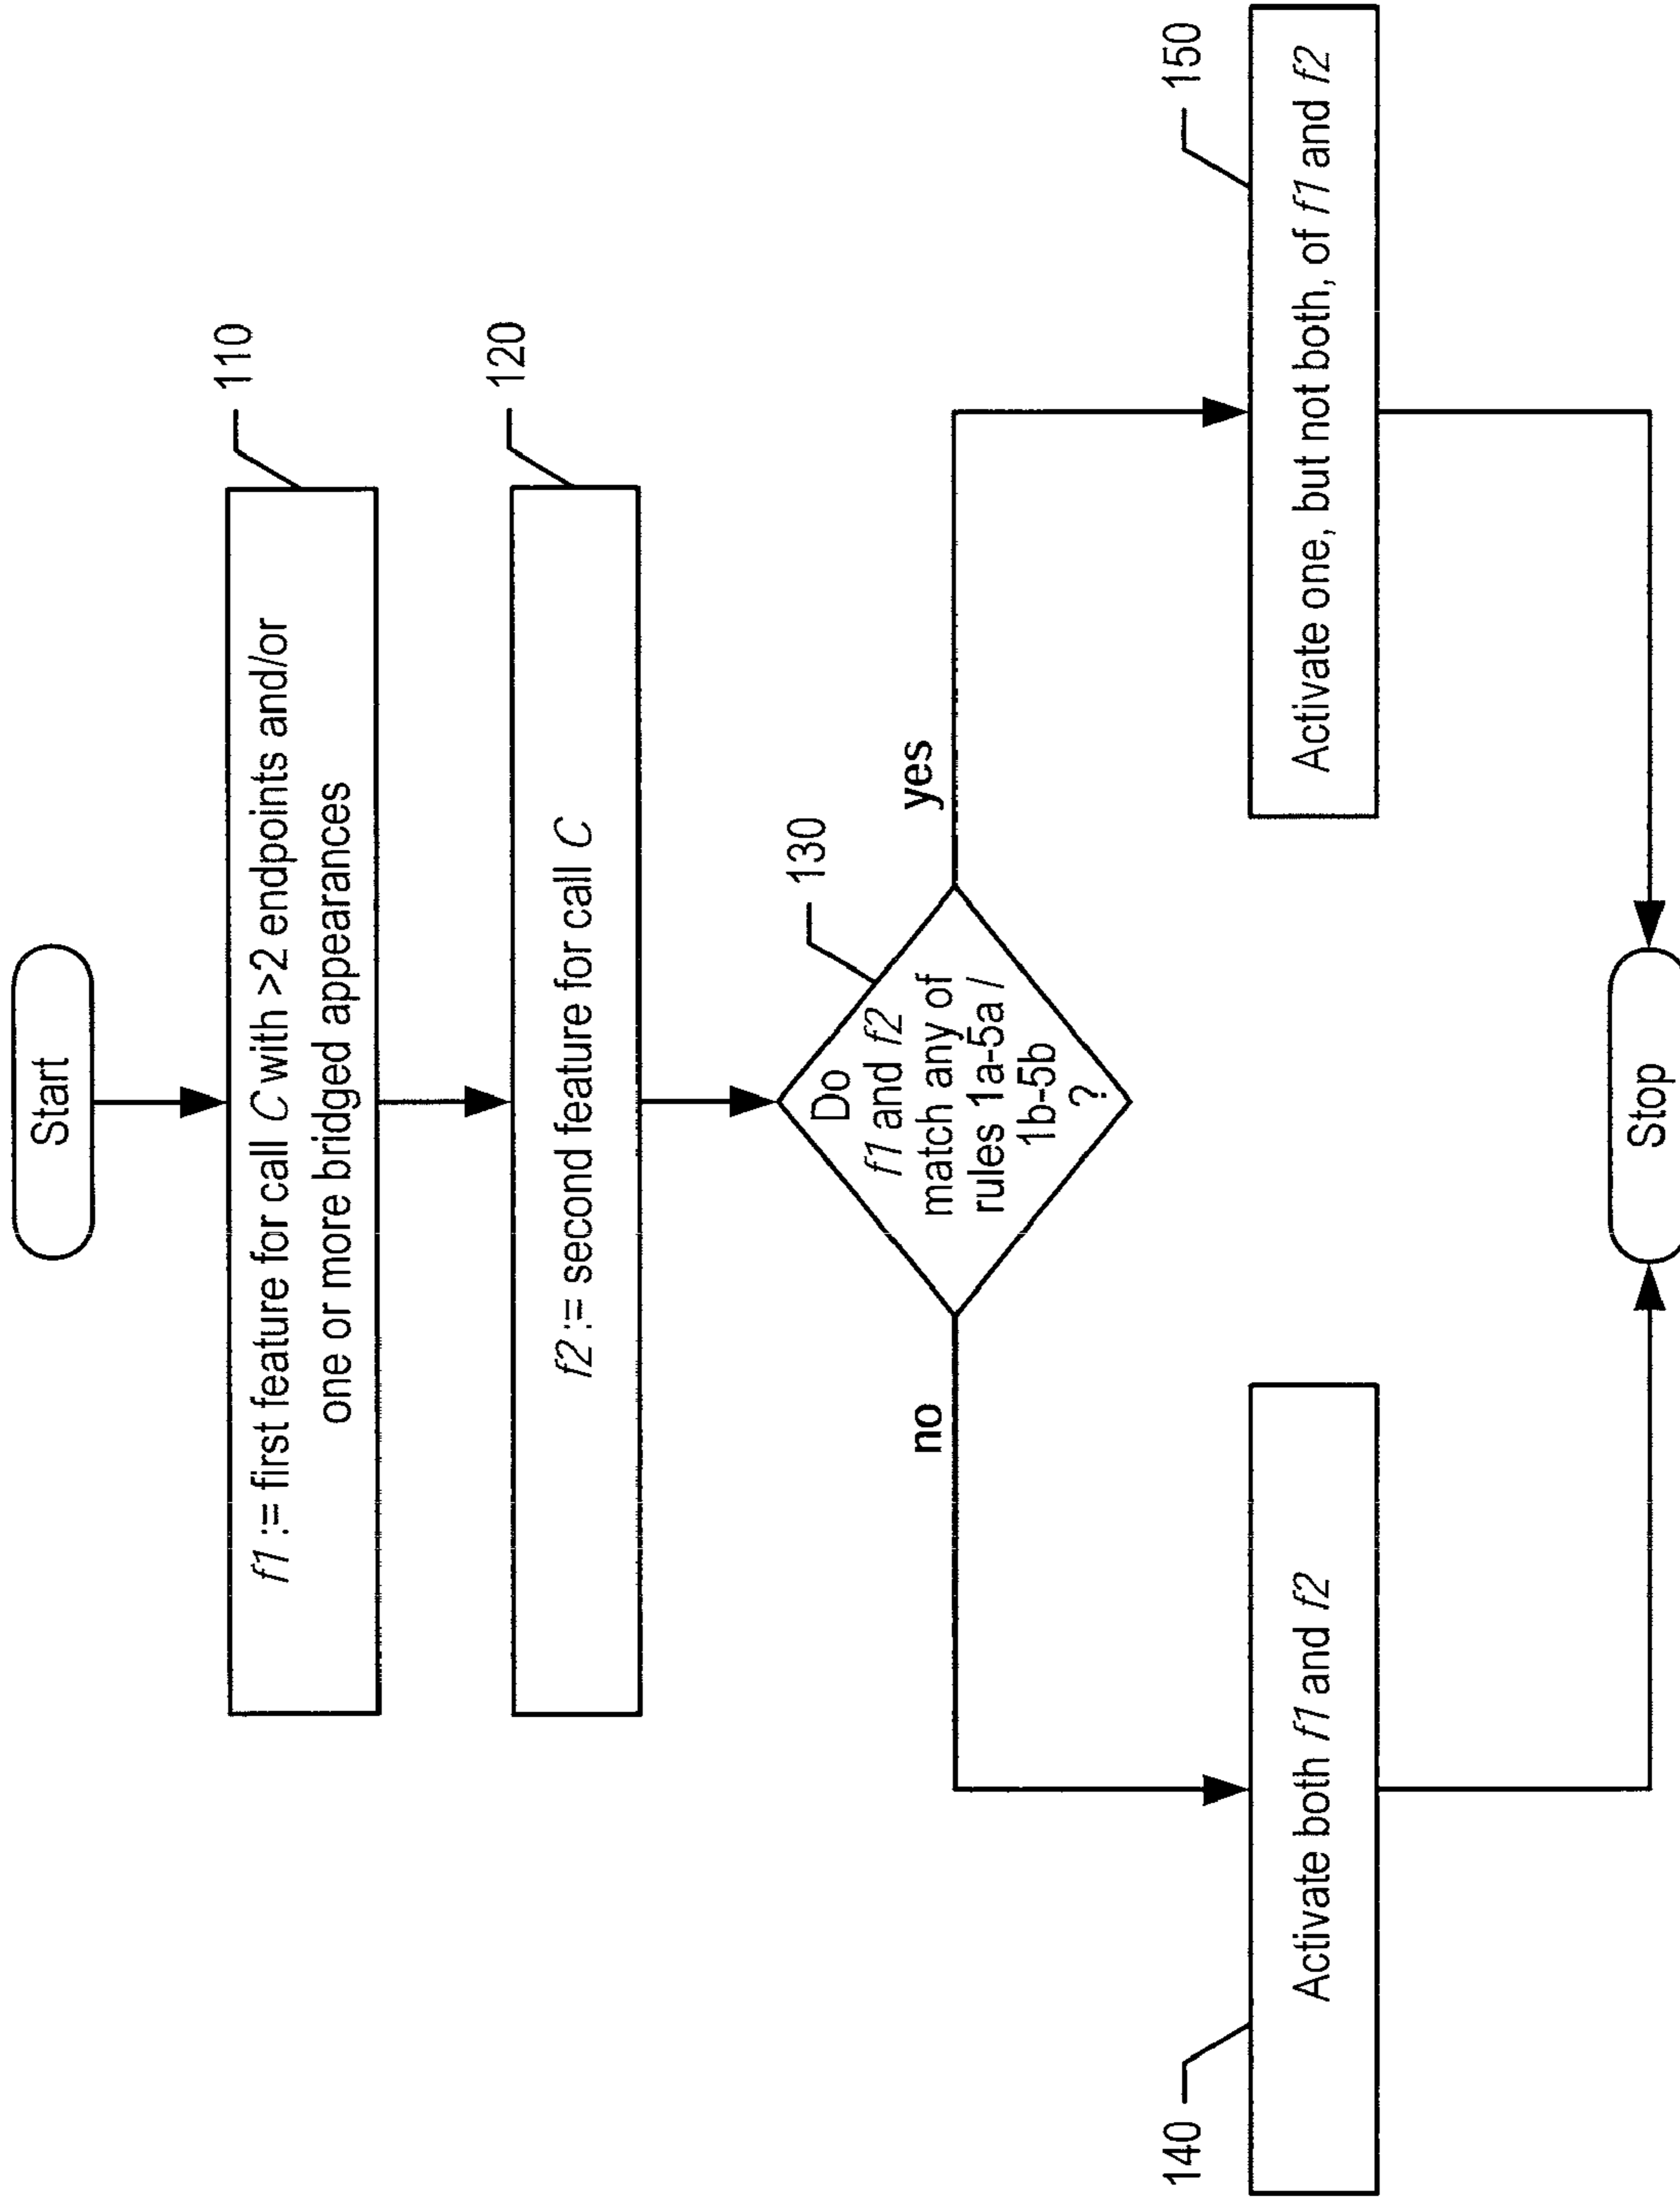 Start
f1 := first feature for call C with >2 endpoints and/or
one or more bridged appearances
110
f2 := second feature for call C
120
Do
f1 and f2
match any of
rules 1a-5a /
1b-5b
?
130
no
yes
140
Activate both f1 and f2
Activate one, but not both, of f1 and f2
150
Stop